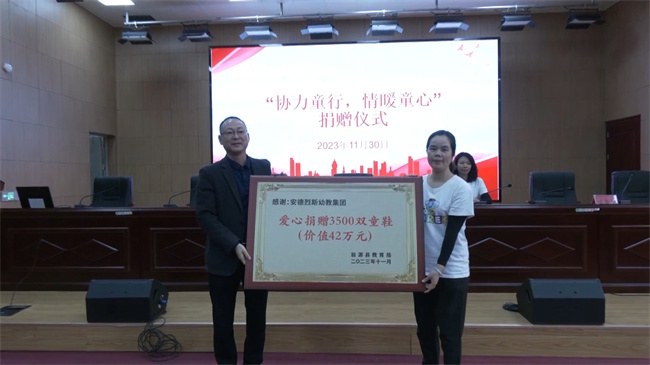 “协力童行，情暖童心”
捐赠仪式
2023年11月30日
感谢：安德烈斯幼教集团
爱心捐赠3500双童鞋
(价值42万元)
翁源县教育局
二〇二三年十一月